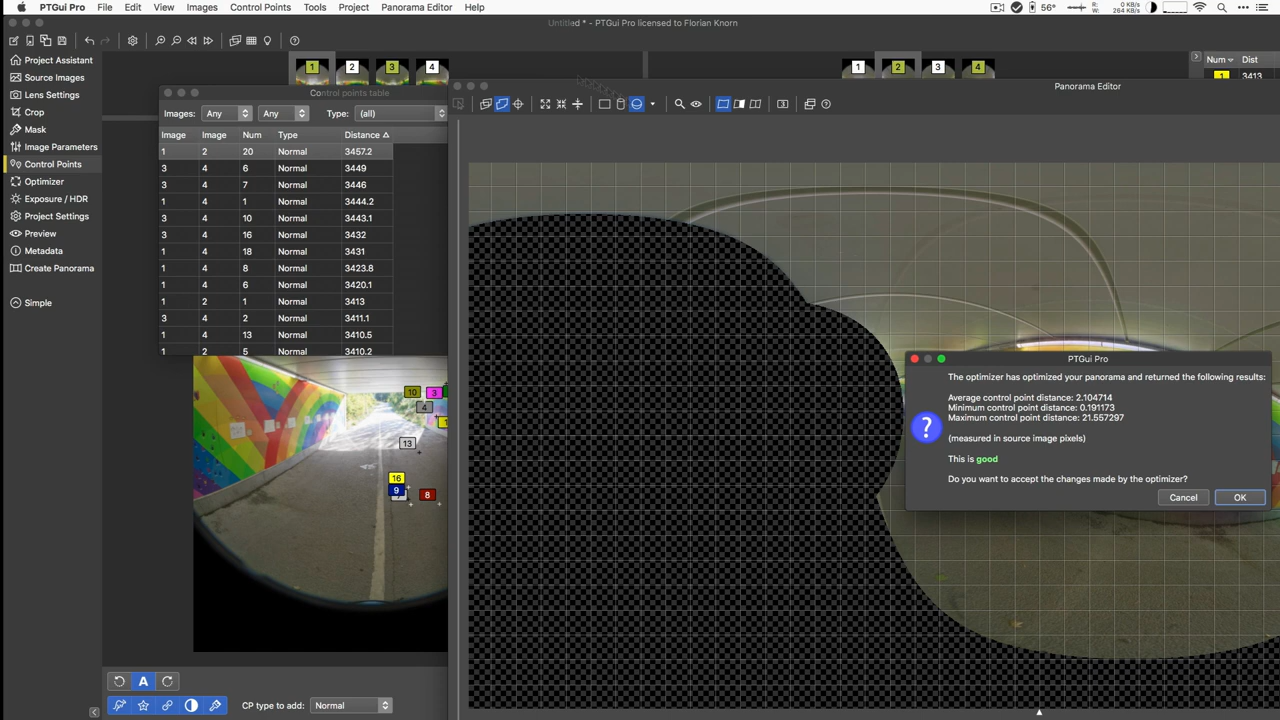 PTGui Pro File Edit View Images Control Points Tools Project Panorama Editor Help 56° R: 0 KB/s W: 264 KB/s
Untitled * - PTGui Pro licensed to Florian Knorn
Project Assistant
Source Images
Lens Settings
Crop
Mask
Image Parameters
Control Points
Optimizer
Exposure / HDR
Project Settings
Preview
Metadata
Create Panorama
Simple
1 2 3 4
1 2 3 4
Num Dist
1 3413
Control points table
Images: Any Any Type: (all)
Image Image Num Type Distance
1 2 20 Normal 3457.2
3 4 6 Normal 3449
3 4 7 Normal 3446
1 4 1 Normal 3444.2
3 4 10 Normal 3443.1
3 4 16 Normal 3432
1 4 18 Normal 3431
1 4 8 Normal 3423.8
1 4 6 Normal 3420.1
1 2 1 Normal 3413
3 4 2 Normal 3411.1
1 4 13 Normal 3410.5
1 2 5 Normal 3410.2
10 3
4
13
16
9 8
A
CP type to add: Normal
Panorama Editor
PTGui Pro
The optimizer has optimized your panorama and returned the following results:
Average control point distance: 2.104714
Minimum control point distance: 0.191173
Maximum control point distance: 21.557297
(measured in source image pixels)
This is good
Do you want to accept the changes made by the optimizer?
Cancel OK